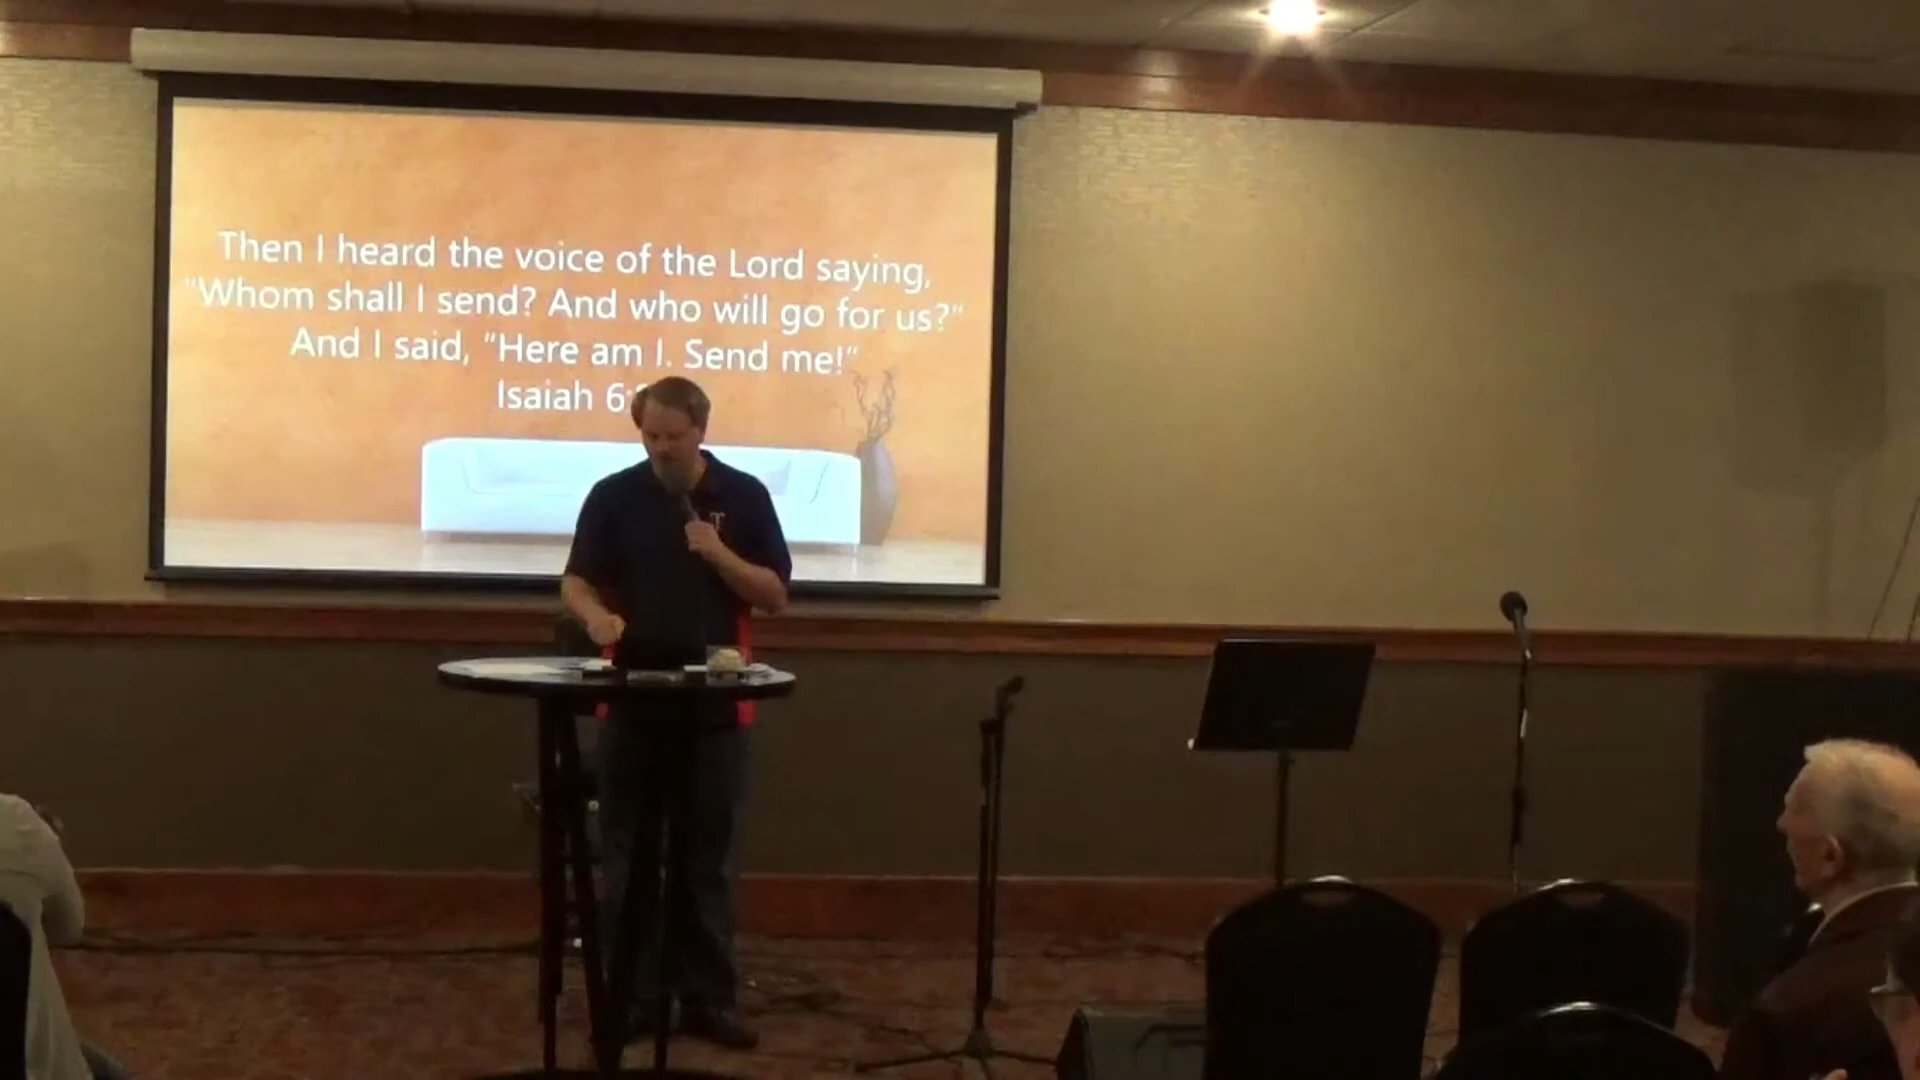 Then I heard the voice of the Lord saying,
"Whom shall I send? And who will go for us?"
And I said, "Here am I. Send me!"
Isaiah 6: